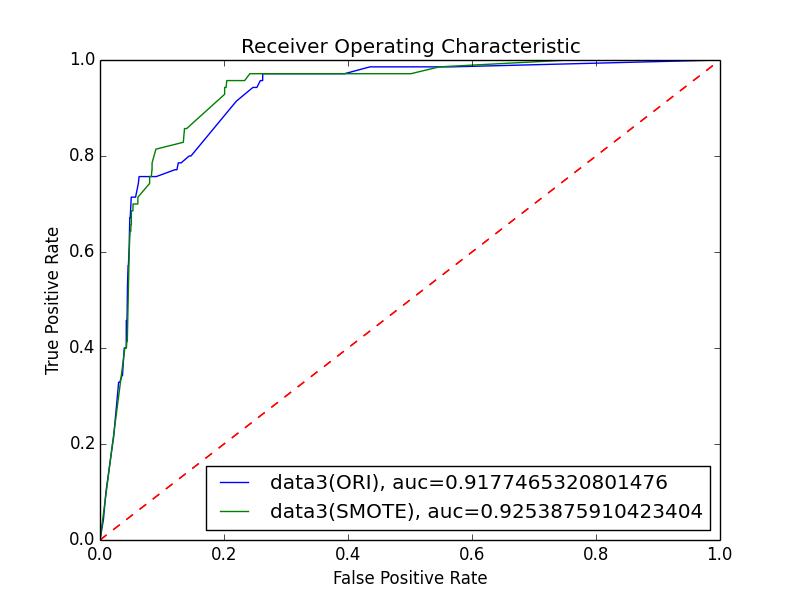 Receiver Operating Characteristic
1.0
0.8
0.6
0.4
0.2
0.0
True Positive Rate
data3(ORI), auc=0.9177465320801476
data3(SMOTE), auc=0.9253875910423404
0.0 0.2 0.4 0.6 0.8 1.0
False Positive Rate